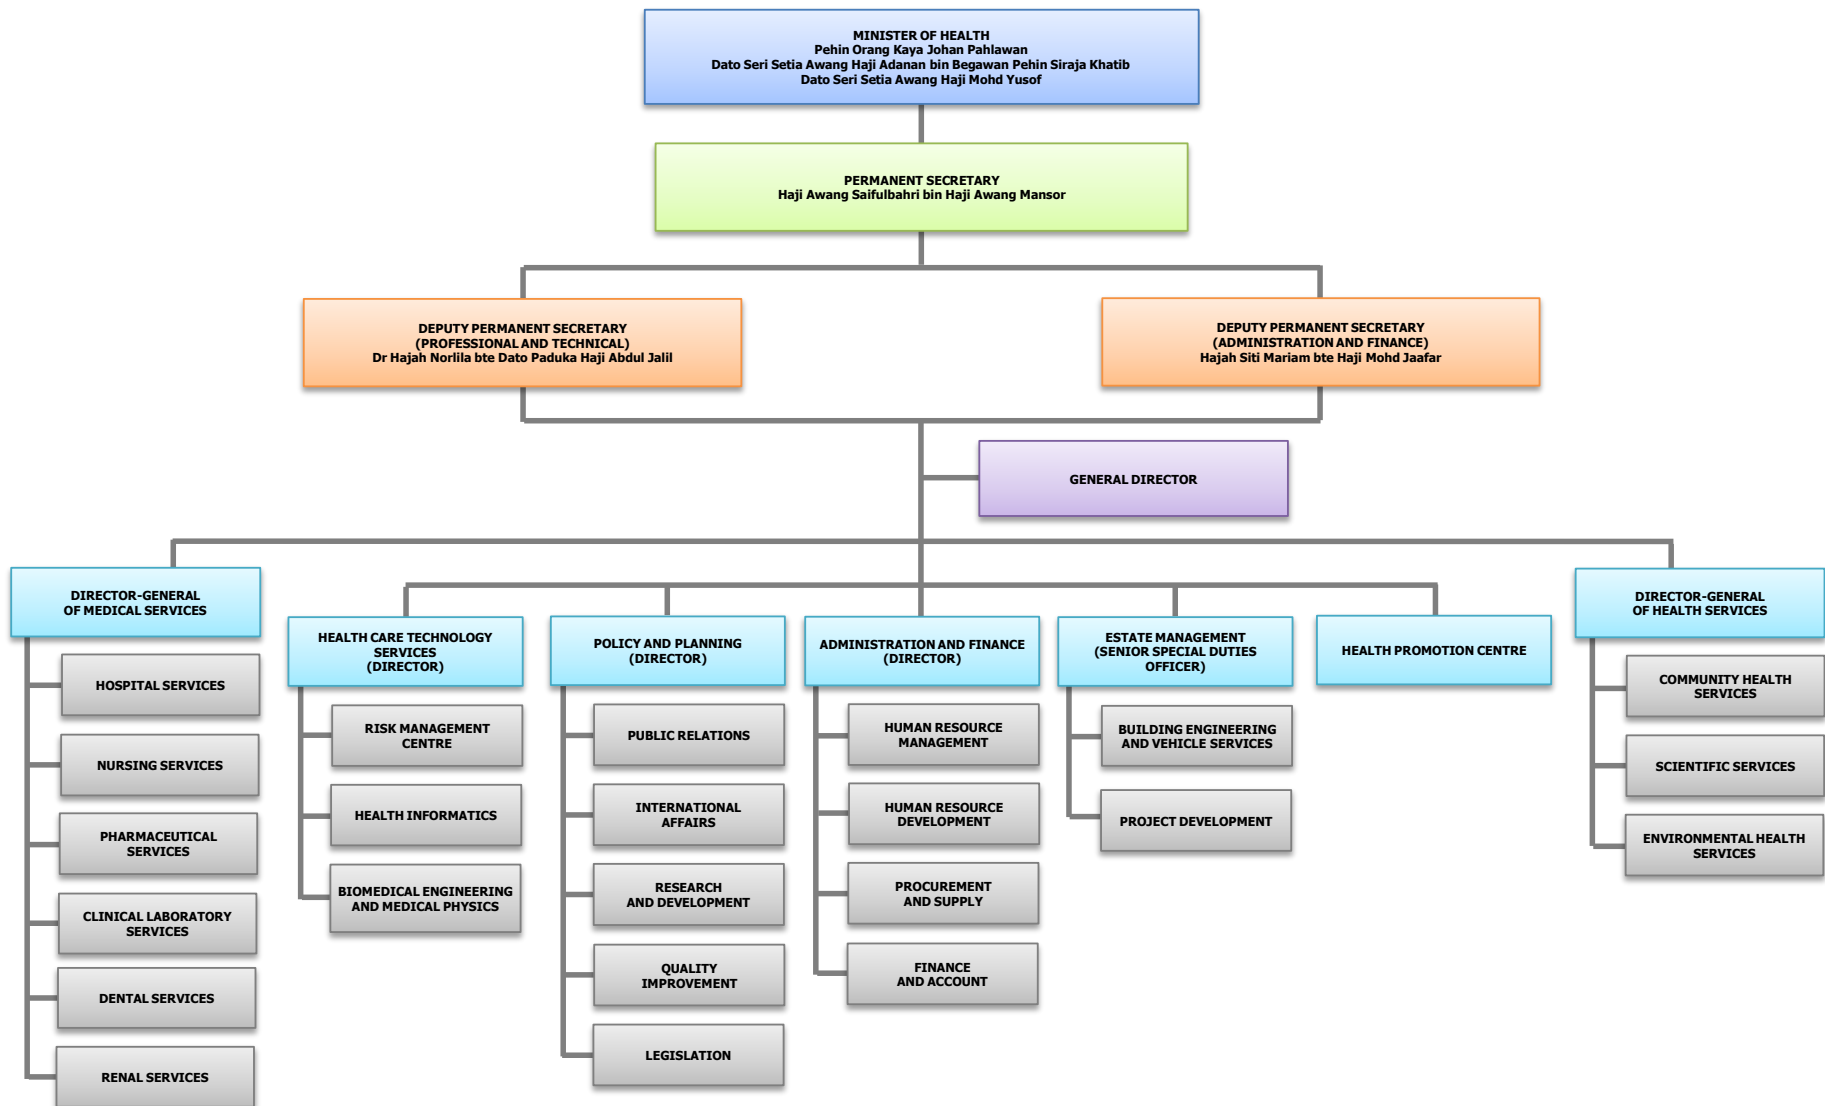 MINISTER OF HEALTH
Pehin Orang Kaya Johan Pahlawan
Dato Seri Setia Awang Haji Adanan bin Begawan Pehin Siraja Khatib
Dato Seri Setia Awang Haji Mohd Yusof
PERMANENT SECRETARY
Haji Awang Saifulbahri bin Haji Awang Mansor
DEPUTY PERMANENT SECRETARY
(PROFESSIONAL AND TECHNICAL)
Dr Hajah Norlila bte Dato Paduka Haji Abdul Jalil
DEPUTY PERMANENT SECRETARY
(ADMINISTRATION AND FINANCE)
Hajah Siti Mariam bte Haji Mohd Jaafar
GENERAL DIRECTOR
DIRECTOR-GENERAL
OF MEDICAL SERVICES
HOSPITAL SERVICES
NURSING SERVICES
PHARMACEUTICAL
SERVICES
CLINICAL LABORATORY
SERVICES
DENTAL SERVICES
RENAL SERVICES
HEALTH CARE TECHNOLOGY
SERVICES
(DIRECTOR)
RISK MANAGEMENT
CENTRE
HEALTH INFORMATICS
BIOMEDICAL ENGINEERING
AND MEDICAL PHYSICS
POLICY AND PLANNING
(DIRECTOR)
PUBLIC RELATIONS
INTERNATIONAL
AFFAIRS
RESEARCH
AND DEVELOPMENT
QUALITY
IMPROVEMENT
LEGISLATION
ADMINISTRATION AND FINANCE
(DIRECTOR)
HUMAN RESOURCE
MANAGEMENT
HUMAN RESOURCE
DEVELOPMENT
PROCUREMENT
AND SUPPLY
FINANCE
AND ACCOUNT
ESTATE MANAGEMENT
(SENIOR SPECIAL DUTIES
OFFICER)
BUILDING ENGINEERING
AND VEHICLE SERVICES
PROJECT DEVELOPMENT
HEALTH PROMOTION CENTRE
DIRECTOR-GENERAL
OF HEALTH SERVICES
COMMUNITY HEALTH
SERVICES
SCIENTIFIC SERVICES
ENVIRONMENTAL HEALTH
SERVICES